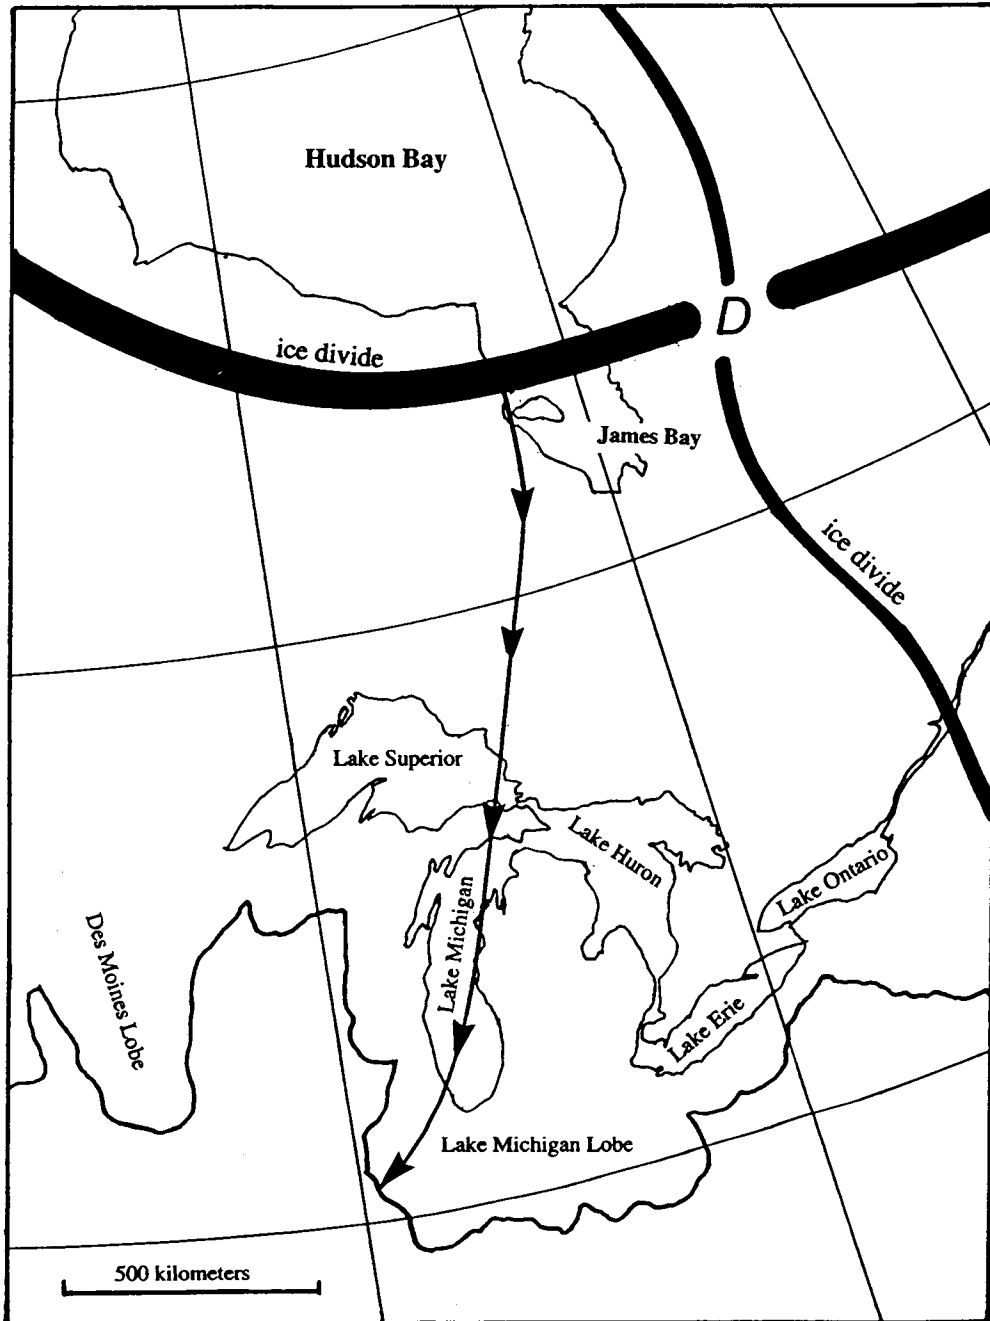 Hudson Bay
D
ice divide
James Bay
ice divide
Lake Superior
Lake Huron
Lake Ontario
Lake Michigan
Des Moines Lobe
Lake Erie
Lake Michigan Lobe
500 kilometers